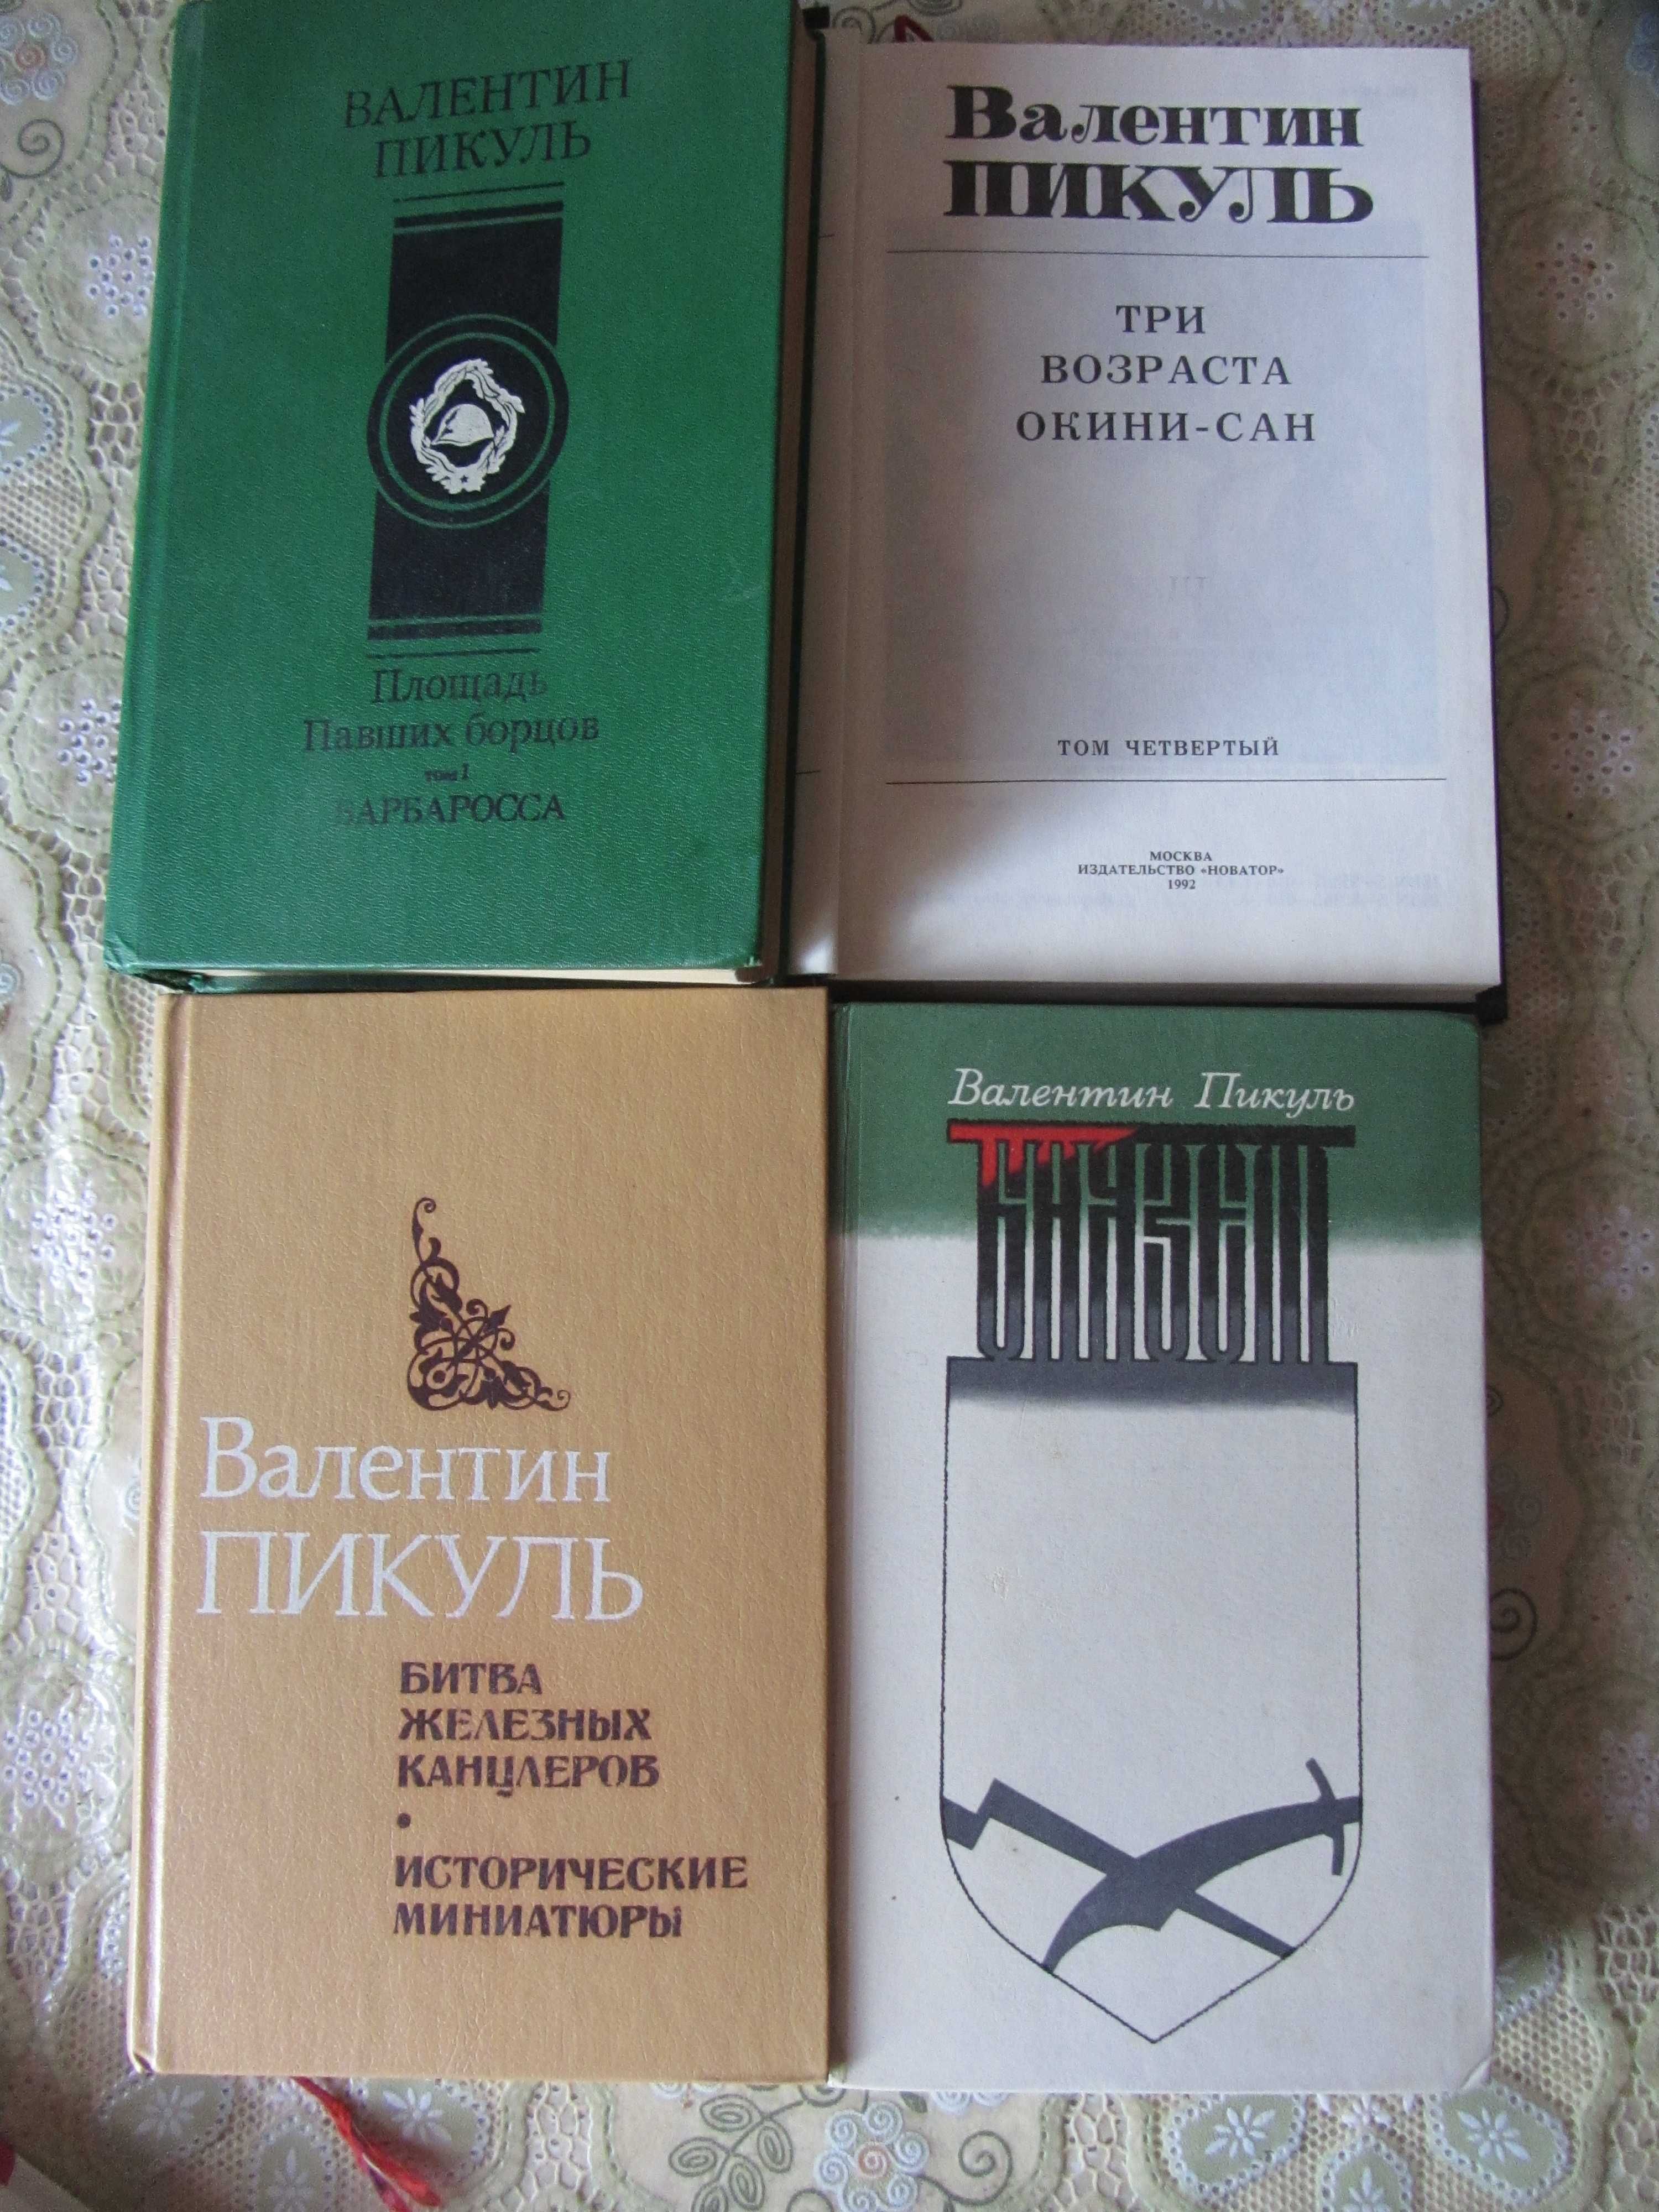 ВАЛЕНТИН
ПИКУЛЬ
Площадь
Павших борцов
том I
БАРБАРОССА
Валентин
ПИКУЛЬ
ТРИ
ВОЗРАСТА
ОКИНИ-САН
ТОМ ЧЕТВЕРТЫЙ
МОСКВА
ИЗДАТЕЛЬСТВО «НОВАТОР»
1992
Валентин
ПИКУЛЬ
БИТВА
ЖЕЛЕЗНЫХ
КАНЦЛЕРОВ
•
ИСТОРИЧЕСКИЕ
МИНИАТЮРЫ
Валентин Пикуль
БАЯЗЕТ